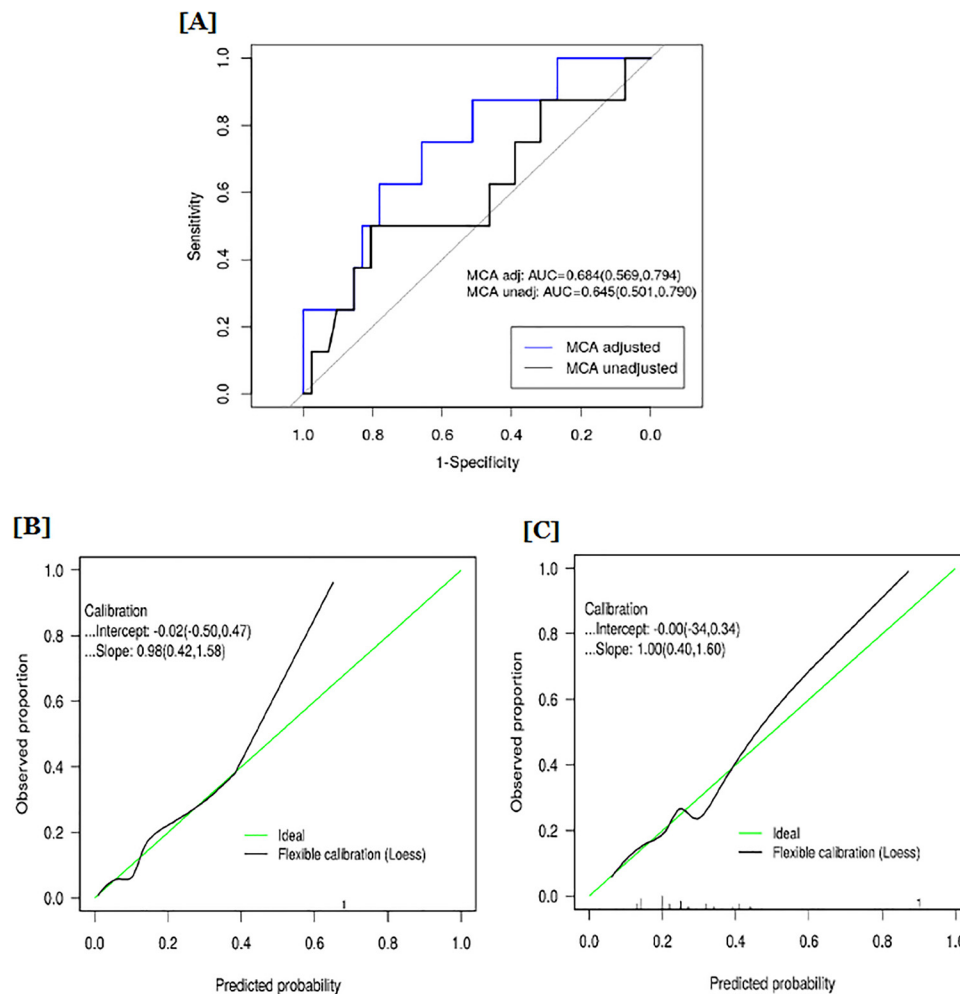 [A]
1.0
0.8
0.6
0.4
0.2
0.0
Sensitivity
MCA adj: AUC=0.684(0.569,0.794)
MCA unadj: AUC=0.645(0.501,0.790)
MCA adjusted
MCA unadjusted
1.0 0.8 0.6 0.4 0.2 0.0
1-Specificity
[B]
1.0
0.8
0.6
0.4
0.2
0.0
Observed proportion
Calibration
...Intercept: -0.02(-0.50,0.47)
...Slope: 0.98(0.42,1.58)
Ideal
Flexible calibration (Loess)
1
0.0 0.2 0.4 0.6 0.8 1.0
Predicted probability
[C]
1.0
0.8
0.6
0.4
0.2
0.0
Observed proportion
Calibration
...Intercept: -0.00(-34,0.34)
...Slope: 1.00(0.40,1.60)
Ideal
Flexible calibration (Loess)
0.0 0.2 0.4 0.6 0.8 1.0
Predicted probability